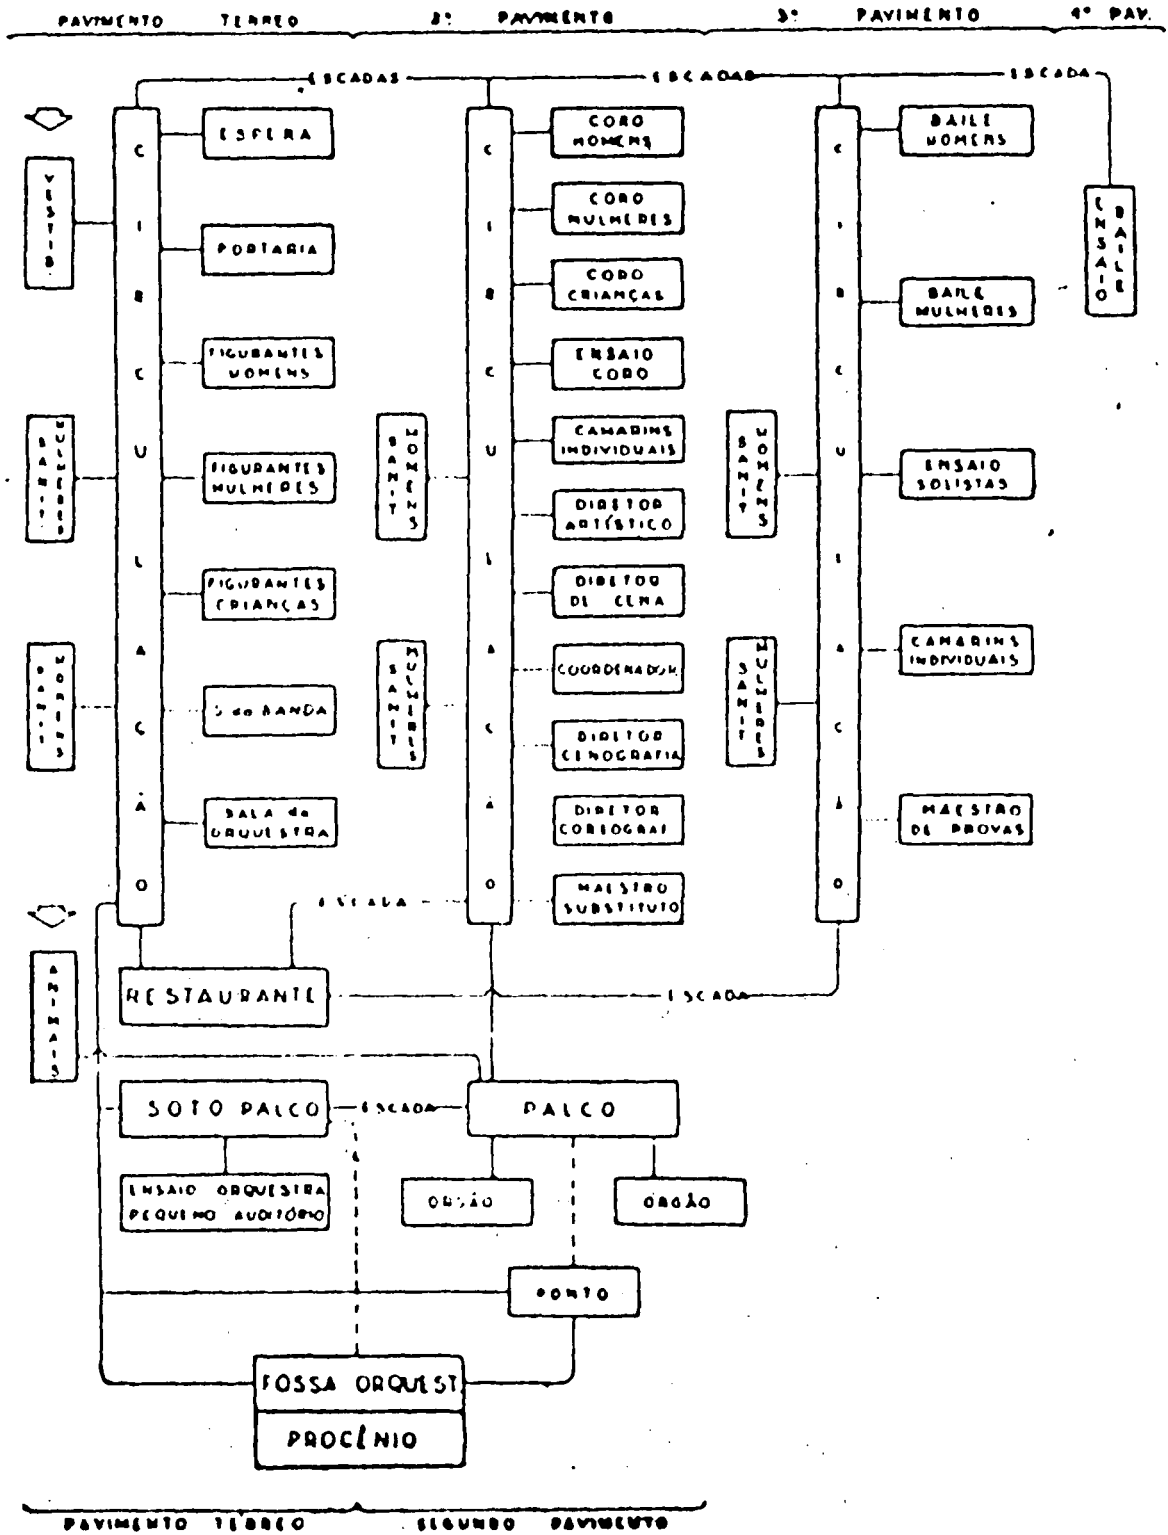 PAVIMENTO TERREO
2º PAVIMENTO
3º PAVIMENTO
4º PAV.
ESCADAS
ESCADAS
ESCADA
VESTIB
CIRCULAÇÃO
ESPERA
PORTARIA
FIGURANTES
HOMENS
SANIT
MULHERES
FIGURANTES
MULHERES
FIGURANTES
CRIANÇAS
SANIT
HOMENS
S da BANDA
SALA da
ORQUESTRA
CIRCULAÇÃO
CORO
HOMENS
CORO
MULHERES
CORO
CRIANÇAS
ENSAIO
CORO
SANIT
HOMENS
CAMARINS
INDIVIDUAIS
DIRETOR
ARTÍSTICO
DIRETOR
DE CENA
SANIT
MULHERES
COORDENADOR
DIRETOR
CENOGRAFIA
DIRETOR
COREOGRAF
MAESTRO
SUBSTITUTO
CIRCULAÇÃO
BAILE
HOMENS
BAILE
MULHERES
SANIT
HOMENS
ENSAIO
SOLISTAS
SANIT
MULHERES
CAMARINS
INDIVIDUAIS
MAESTRO
DE PROVAS
ENSAIO
BAILE
ESCADA
ANIMAIS
RESTAURANTE
ESCADA
SOTO PALCO
ESCADA
PALCO
ENSAIO ORQUESTRA
PEQUENO AUDITÓRIO
ORGÃO
ORGÃO
PONTO
FOSSA ORQUEST
PROCÊNIO
PAVIMENTO TERREO
SEGUNDO PAVIMENTO